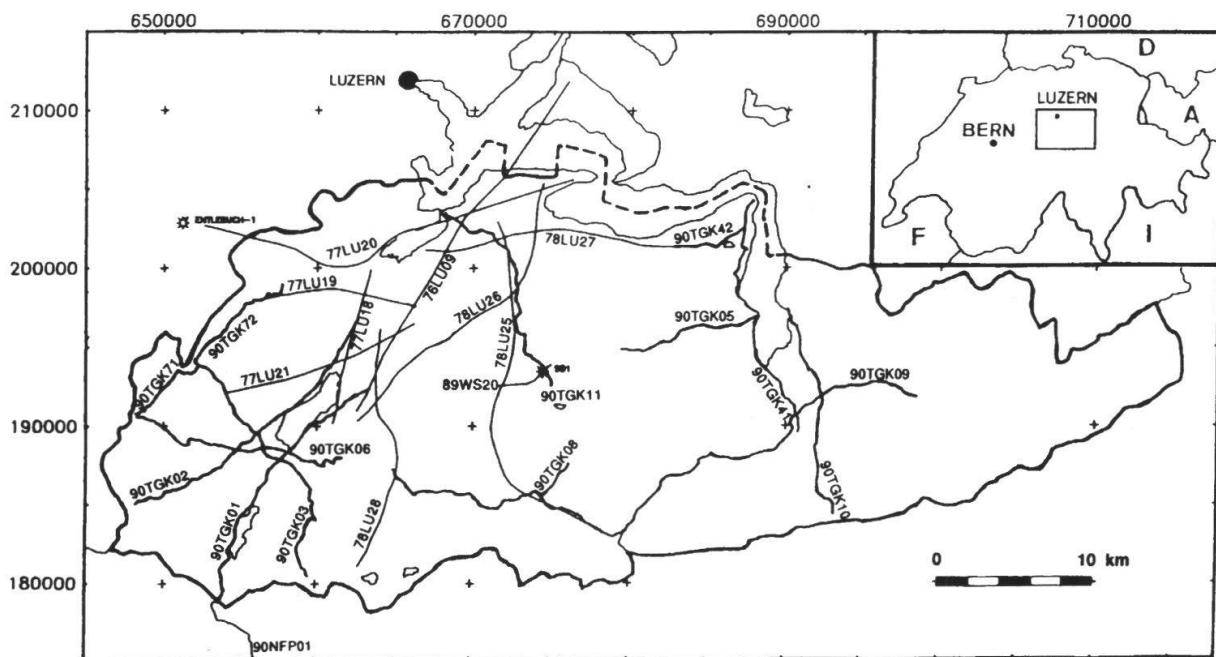 650000
670000
690000
710000
210000
200000
190000
180000
LUZERN
ENTLEBUCH-1
77LU20
76LU09
78LU27
90TGK42
77LU19
90TGK72
77LU18
78LU26
90TGK05
90TGK71
77LU21
78LU25
89WS20
SB1
90TGK11
90TGK41
90TGK09
90TGK06
90TGK02
90TGK08
90TGK10
90TGK01
90TGK03
78LU28
90NFP01
0
10 km
D
LUZERN
BERN
A
F
I